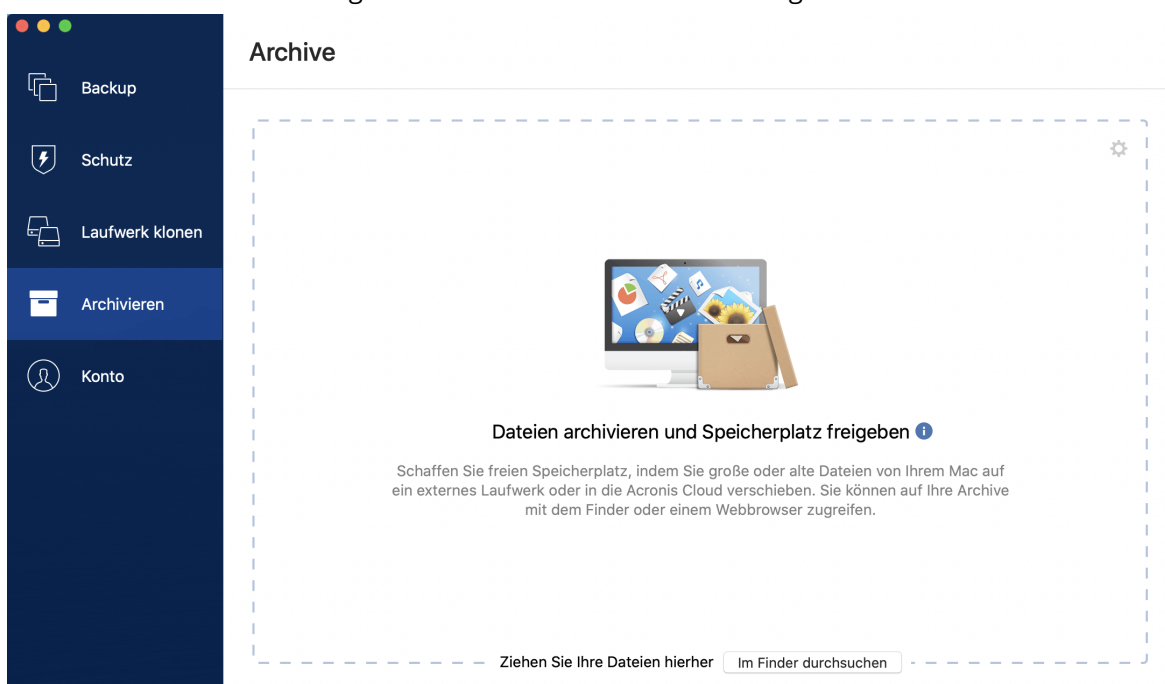 Archive
Backup
Schutz
Laufwerk klonen
Archivieren
Konto
Dateien archivieren und Speicherplatz freigeben
Schaffen Sie freien Speicherplatz, indem Sie große oder alte Dateien von Ihrem Mac auf
ein externes Laufwerk oder in die Acronis Cloud verschieben. Sie können auf Ihre Archive
mit dem Finder oder einem Webbrowser zugreifen.
Ziehen Sie Ihre Dateien hierher Im Finder durchsuchen